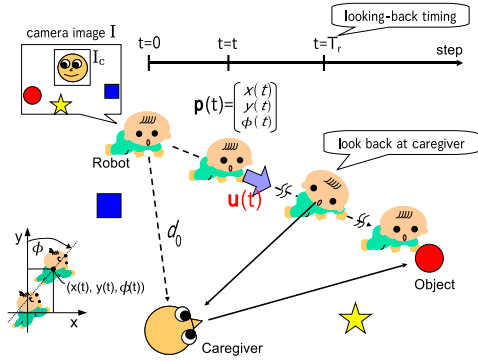 camera image I
I_c
t=0
t=t
t=T_r
looking-back timing
step
p(t)=[x(t)
y(t)
φ(t)]
Robot
look back at caregiver
u(t)
d_0
y
φ
(x(t), y(t), φ(t))
x
Object
Caregiver